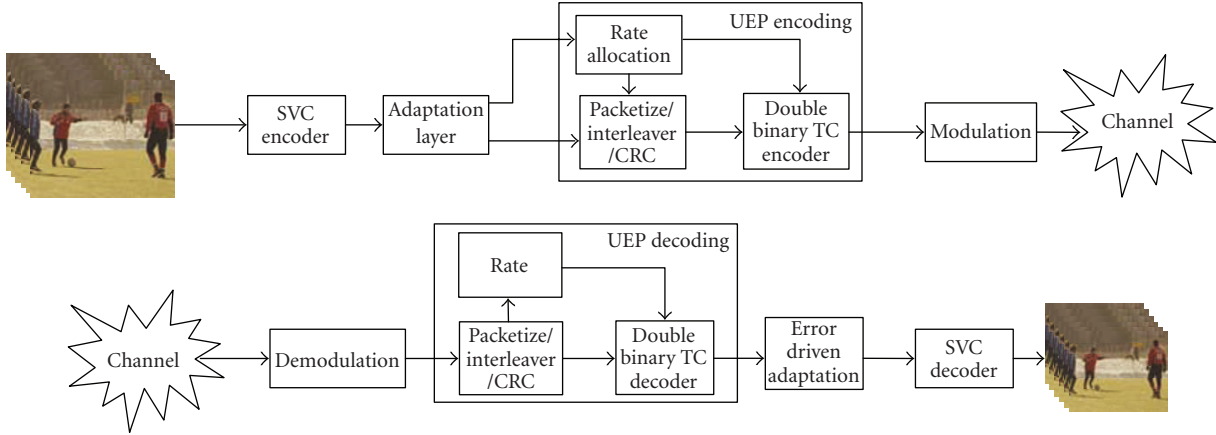 UEP encoding
Rate
allocation
SVC
encoder
Adaptation
layer
Packetize/
interleaver
/CRC
Double
binary TC
encoder
Modulation
Channel
UEP decoding
Rate
Channel
Demodulation
Packetize/
interleaver
/CRC
Double
binary TC
decoder
Error
driven
adaptation
SVC
decoder